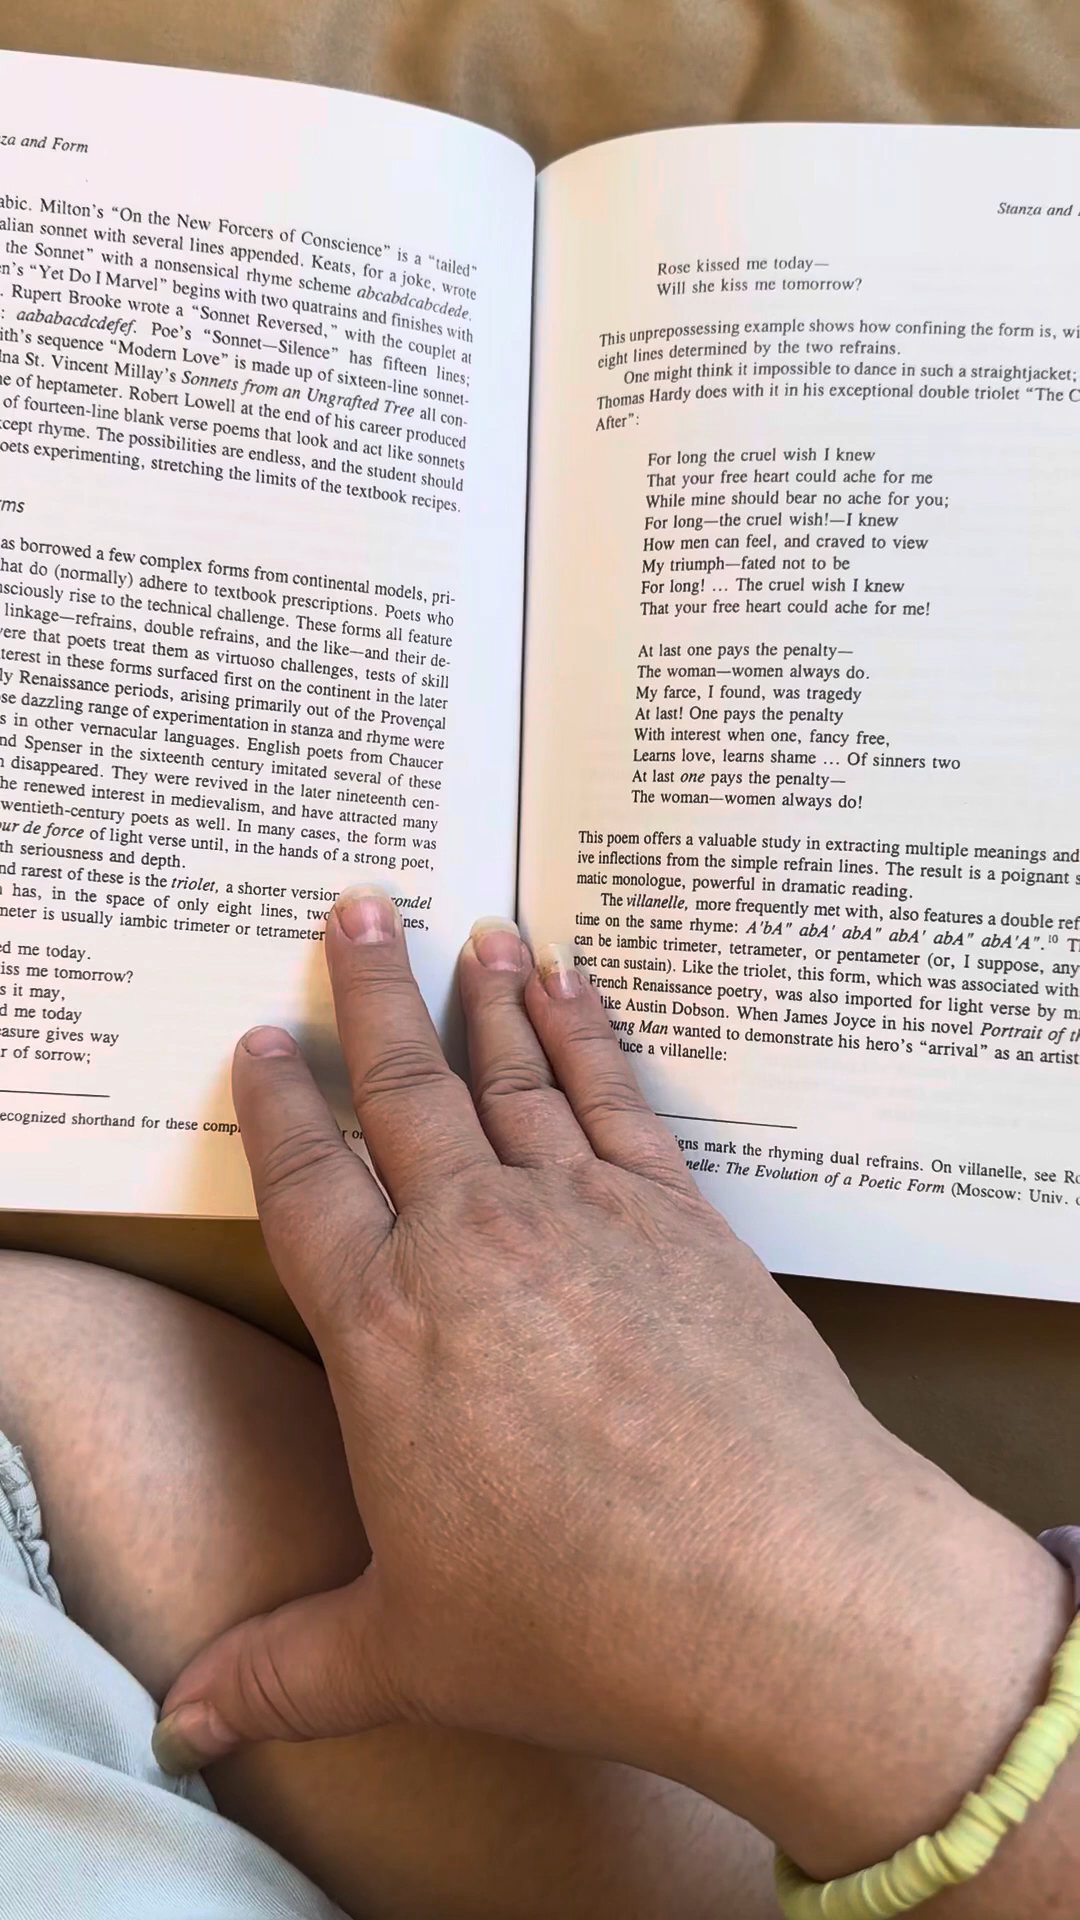 za and Form
abic. Milton's "On the New Forcers of Conscience" is a "tailed"
alian sonnet with several lines appended. Keats, for a joke, wrote
the Sonnet" with a nonsensical rhyme scheme abcabdcabcdede.
n's "Yet Do I Marvel" begins with two quatrains and finishes with
. Rupert Brooke wrote a "Sonnet Reversed," with the couplet at
: aababacdcdefef. Poe's "Sonnet—Silence" has fifteen lines;
ith's sequence "Modern Love" is made up of sixteen-line sonnet-
lna St. Vincent Millay's Sonnets from an Ungrafted Tree all con-
e of heptameter. Robert Lowell at the end of his career produced
of fourteen-line blank verse poems that look and act like sonnets
cept rhyme. The possibilities are endless, and the student should
oets experimenting, stretching the limits of the textbook recipes.
ms
as borrowed a few complex forms from continental models, pri-
hat do (normally) adhere to textbook prescriptions. Poets who
nsciously rise to the technical challenge. These forms all feature
linkage—refrains, double refrains, and the like—and their de-
vere that poets treat them as virtuoso challenges, tests of skill
terest in these forms surfaced first on the continent in the later
ly Renaissance periods, arising primarily out of the Provençal
se dazzling range of experimentation in stanza and rhyme were
s in other vernacular languages. English poets from Chaucer
nd Spenser in the sixteenth century imitated several of these
n disappeared. They were revived in the later nineteenth cen-
he renewed interest in medievalism, and have attracted many
wentieth-century poets as well. In many cases, the form was
our de force of light verse until, in the hands of a strong poet,
th seriousness and depth.
nd rarest of these is the triolet, a shorter version ondel
has, in the space of only eight lines, two nes,
neter is usually iambic trimeter or tetrameter
ed me today.
iss me tomorrow?
s it may,
d me today
asure gives way
r of sorrow;
ecognized shorthand for these comp r
Stanza and
Rose kissed me today—
Will she kiss me tomorrow?
This unprepossessing example shows how confining the form is, wi
eight lines determined by the two refrains.
One might think it impossible to dance in such a straightjacket;
Thomas Hardy does with it in his exceptional double triolet "The C
After":
For long the cruel wish I knew
That your free heart could ache for me
While mine should bear no ache for you;
For long—the cruel wish!—I knew
How men can feel, and craved to view
My triumph—fated not to be
For long! ... The cruel wish I knew
That your free heart could ache for me!
At last one pays the penalty—
The woman—women always do.
My farce, I found, was tragedy
At last! One pays the penalty
With interest when one, fancy free,
Learns love, learns shame ... Of sinners two
At last one pays the penalty—
The woman—women always do!
This poem offers a valuable study in extracting multiple meanings and
ive inflections from the simple refrain lines. The result is a poignant s
matic monologue, powerful in dramatic reading.
The villanelle, more frequently met with, also features a double ref
time on the same rhyme: A'bA" abA' abA" abA' abA" abA'A".¹⁰ T
can be iambic trimeter, tetrameter, or pentameter (or, I suppose, any
poet can sustain). Like the triolet, this form, which was associated with
French Renaissance poetry, was also imported for light verse by m
like Austin Dobson. When James Joyce in his novel Portrait of th
oung Man wanted to demonstrate his hero's "arrival" as an artist
duce a villanelle:
igns mark the rhyming dual refrains. On villanelle, see Ro
nelle: The Evolution of a Poetic Form (Moscow: Univ.